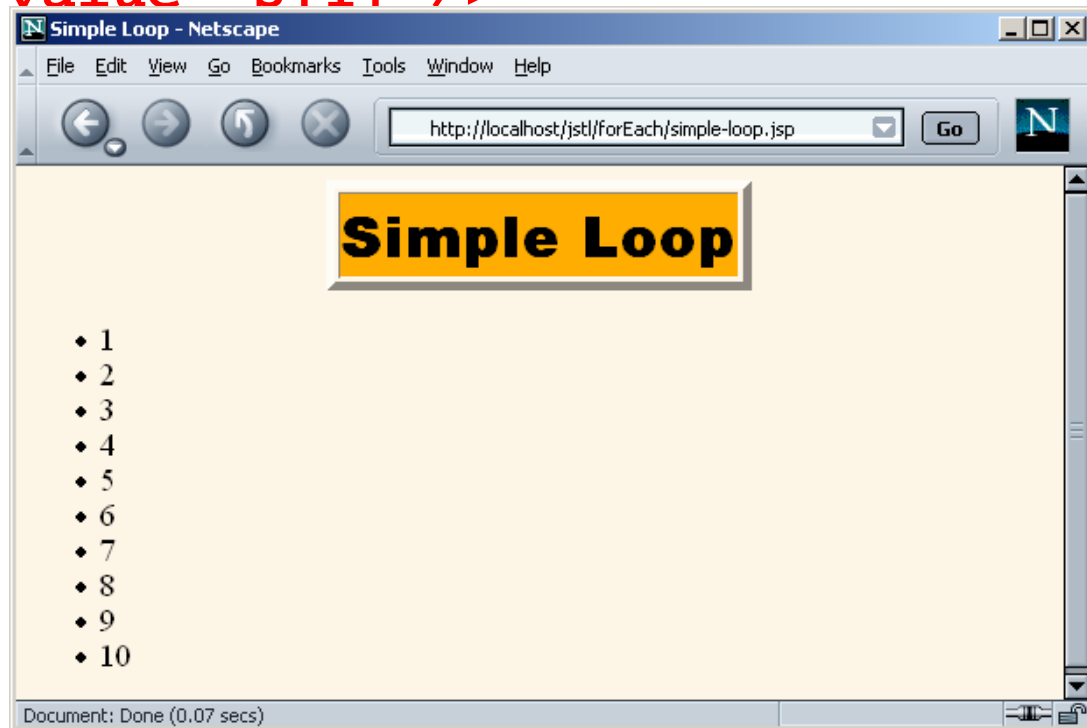 Simple Loop - Netscape
File Edit View Go Bookmarks Tools Window Help
http://localhost/jstl/forEach/simple-loop.jsp Go N
Simple Loop
• 1
• 2
• 3
• 4
• 5
• 6
• 7
• 8
• 9
• 10
Document: Done (0.07 secs)